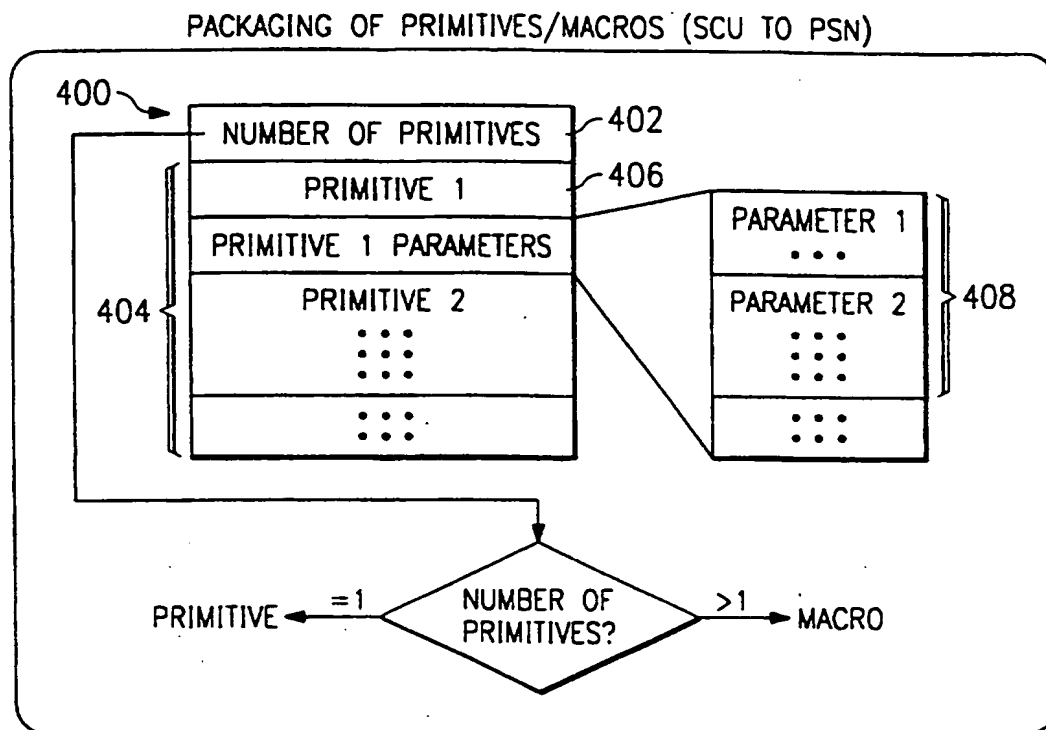 PACKAGING OF PRIMITIVES/MACROS (SCU TO PSN)
400
NUMBER OF PRIMITIVES
402
PRIMITIVE 1
406
PRIMITIVE 1 PARAMETERS
PRIMITIVE 2
404
PARAMETER 1
PARAMETER 2
408
NUMBER OF
PRIMITIVES?
=1
PRIMITIVE
>1
MACRO